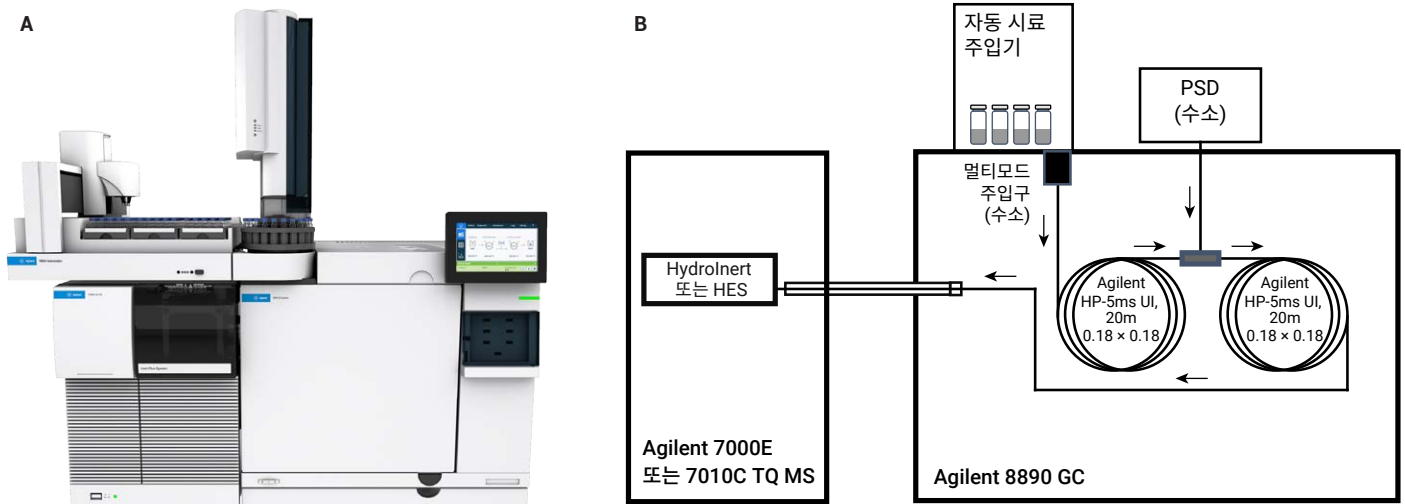 A
B
자동 시료
주입기
PSD
(수소)
멀티모드
주입구
(수소)
HydroInert
또는 HES
Agilent
HP-5ms UI,
20m
0.18 × 0.18
Agilent
HP-5ms UI,
20m
0.18 × 0.18
Agilent 7000E
또는 7010C TQ MS
Agilent 8890 GC